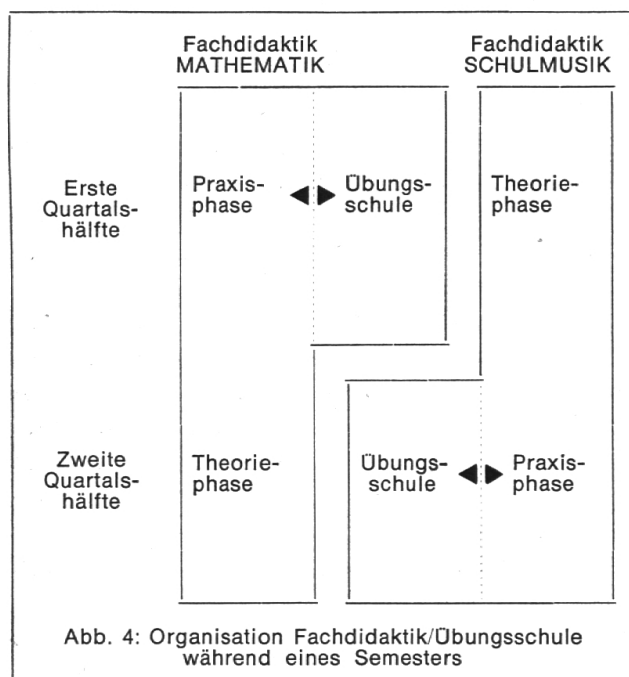 Fachdidaktik
MATHEMATIK
Fachdidaktik
SCHULMUSIK
Erste
Quartals-
hälfte
Praxis-
phase
Übungs-
schule
Theorie-
phase
Zweite
Quartals-
hälfte
Theorie-
phase
Übungs-
schule
Praxis-
phase
Abb. 4: Organisation Fachdidaktik/Übungsschule
während eines Semesters